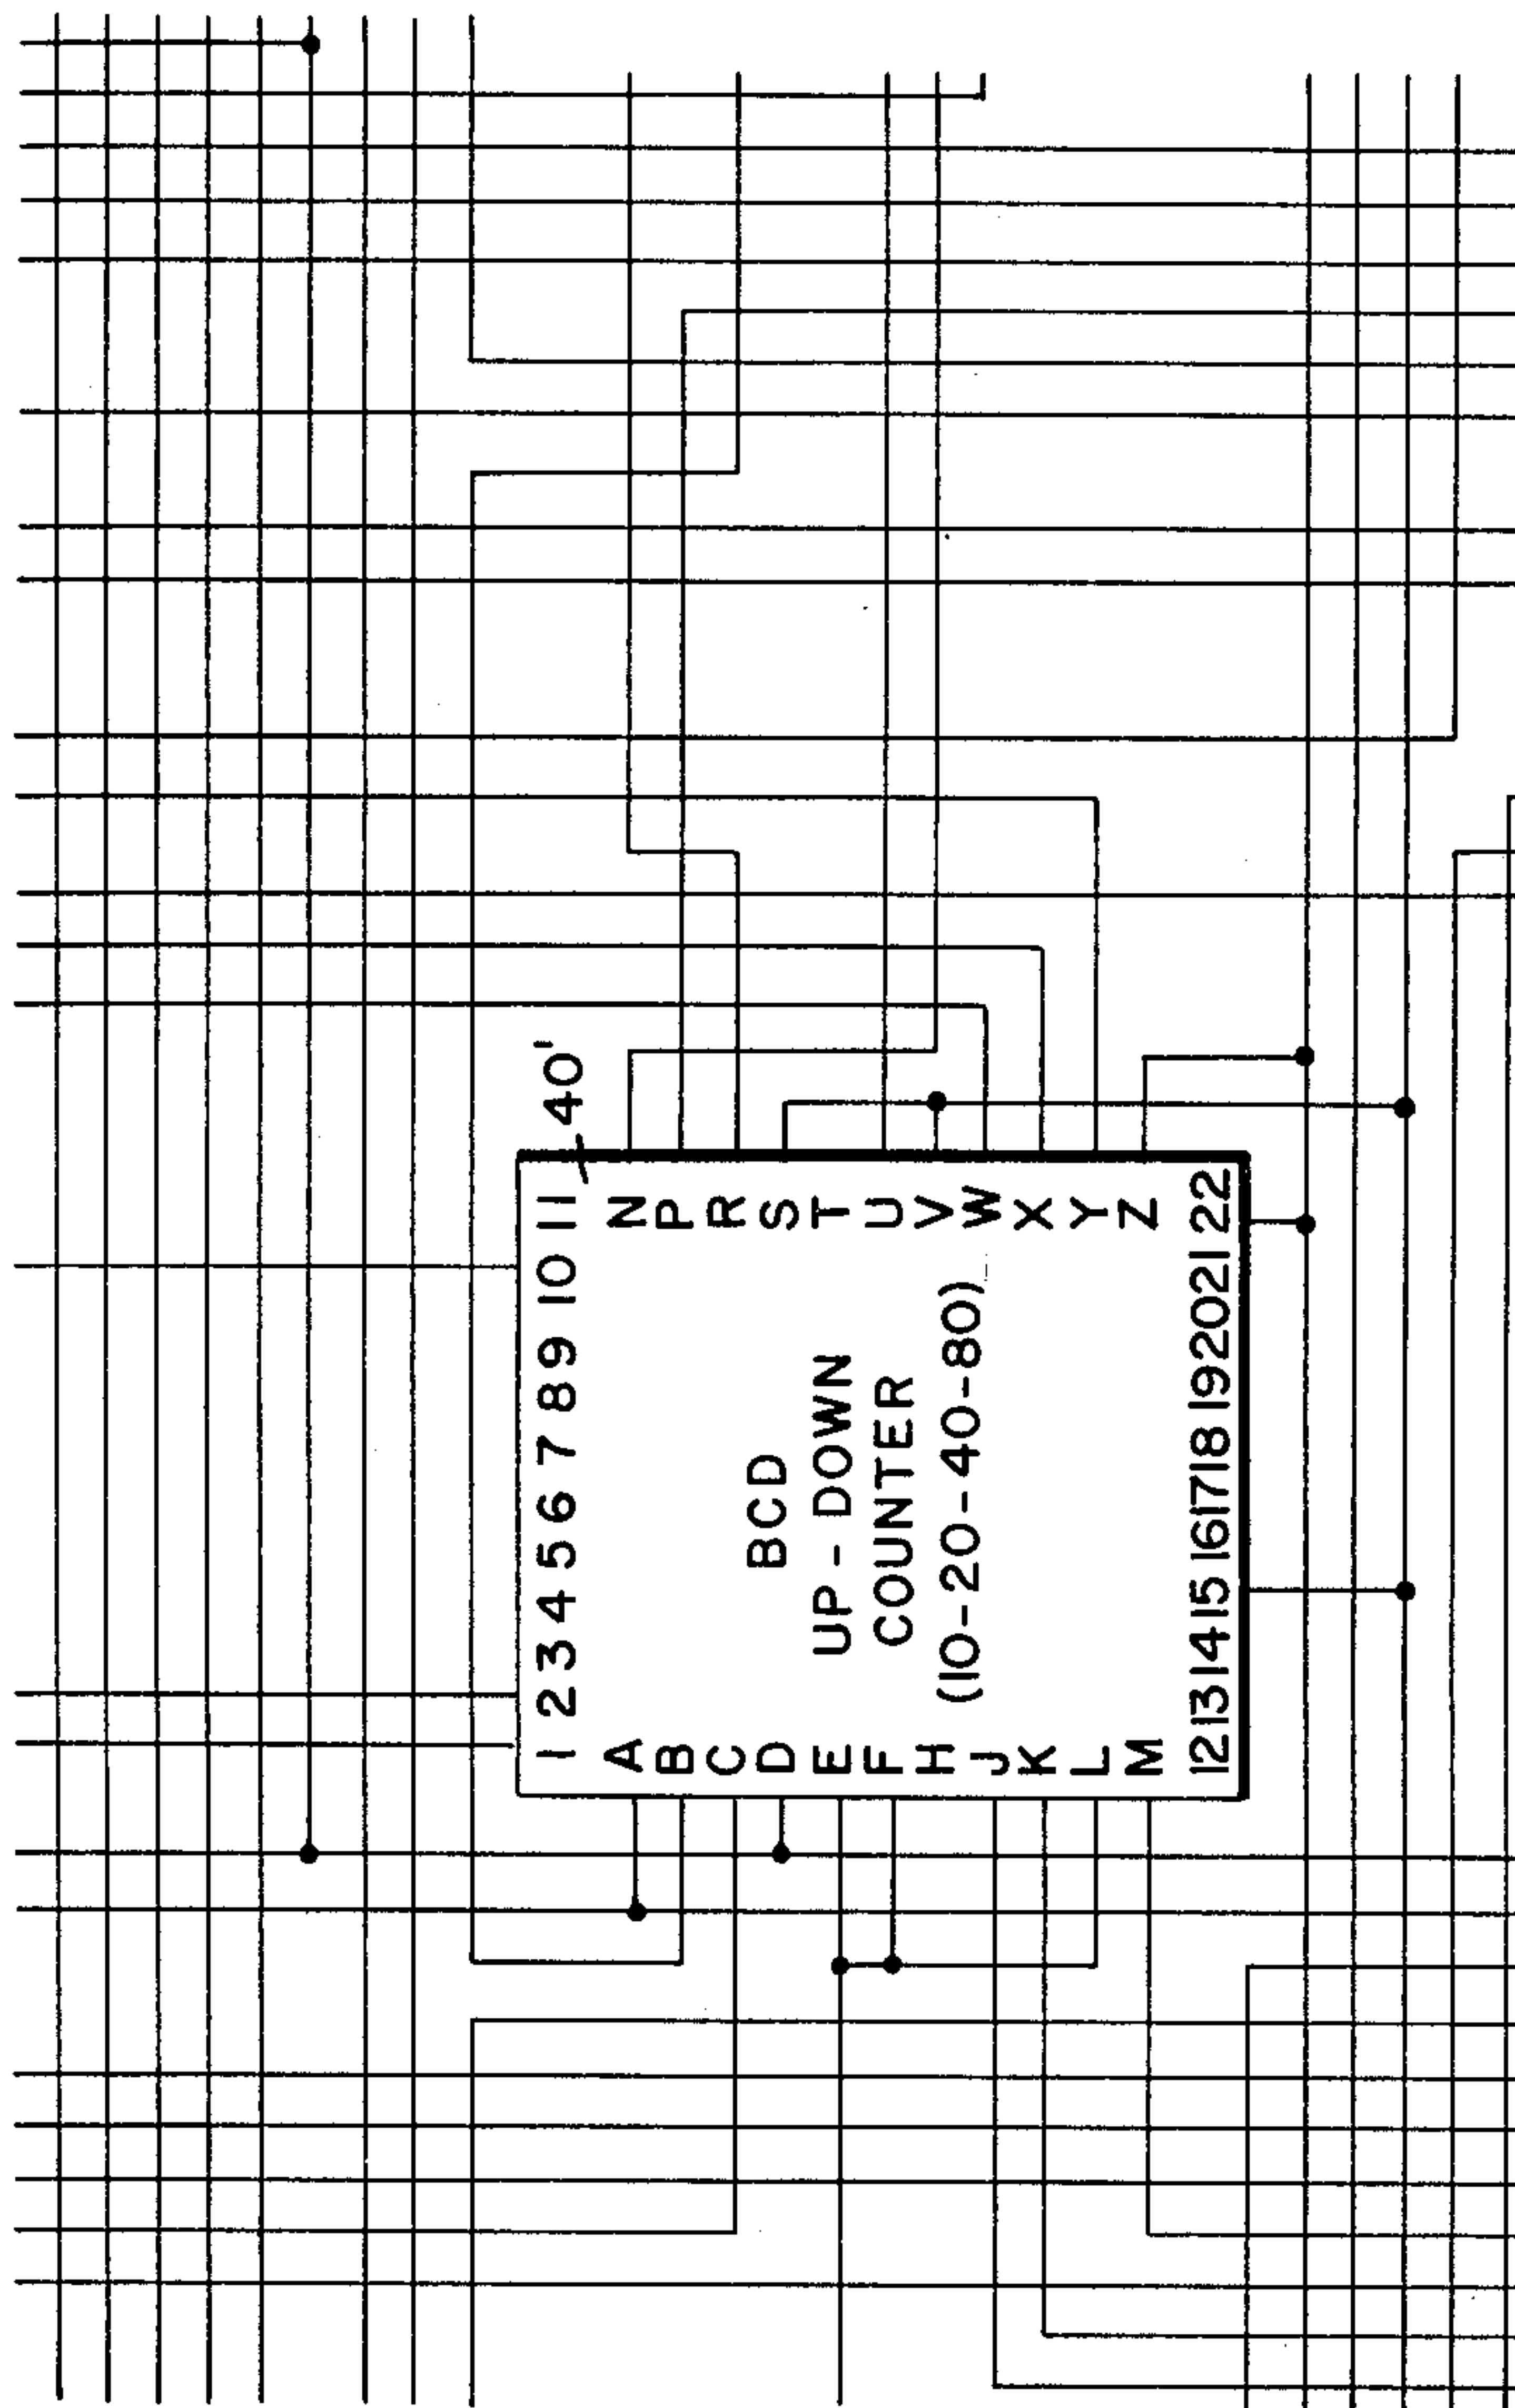 40'
1 2 3 4 5 6 7 8 9 10 11
A N
B P
C R
D S
E T
F U
H V
J W
K X
L Y
M Z
BCD
UP-DOWN
COUNTER
(10-20-40-80)
12 13 14 15 16 17 18 19 20 21 22